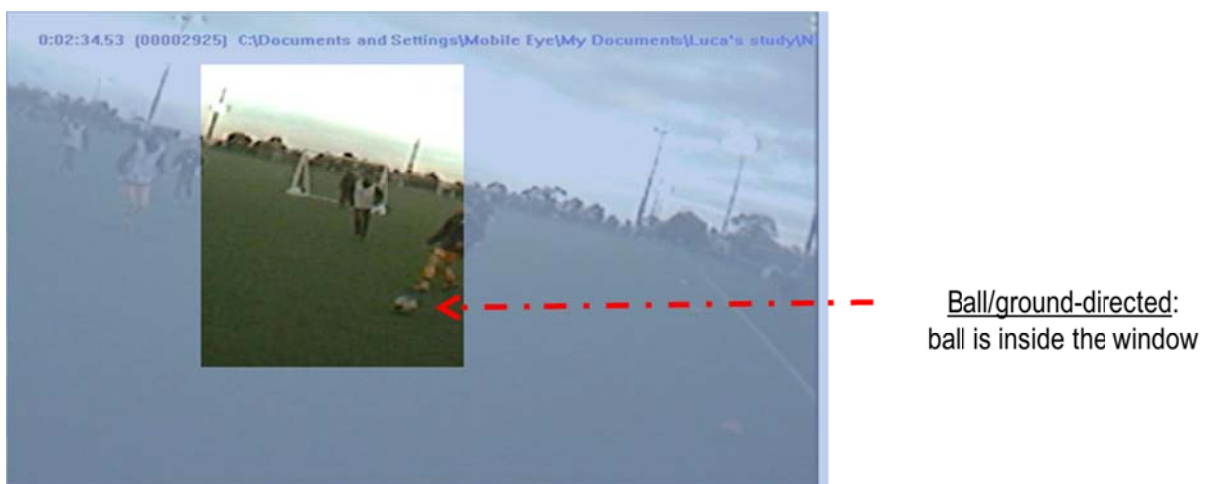 0:02:34.53 (00002925) C:\Documents and Settings\Mobile Eye\My Documents\Luca's study\N
Ball/ground-directed:
ball is inside the window